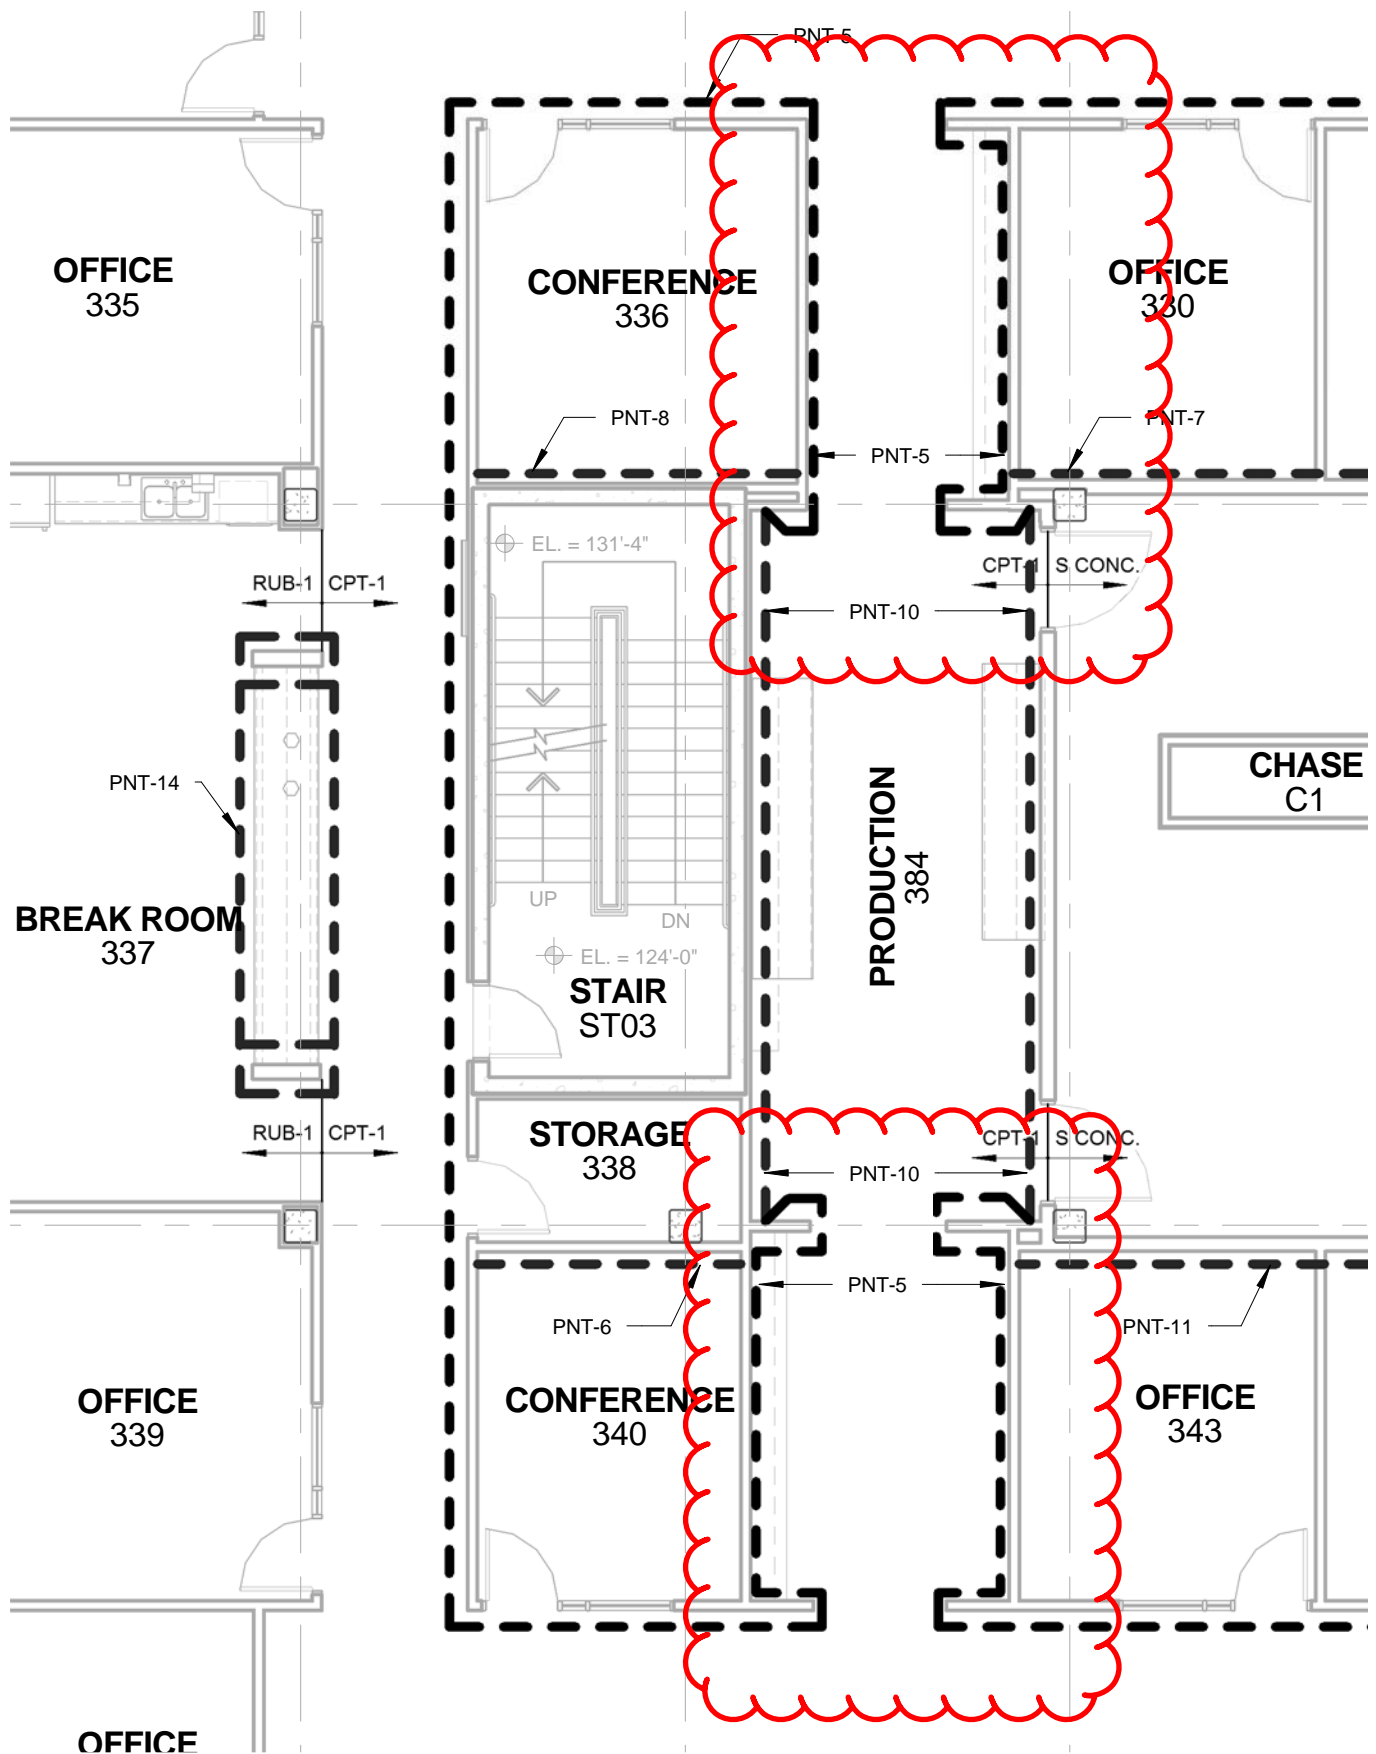 PNT-5
OFFICE
335
CONFERENCE
336
OFFICE
330
PNT-8
PNT-7
PNT-5
EL. = 131'-4"
RUB-1
CPT-1
CPT-1
S CONC.
PNT-10
PNT-14
PRODUCTION
384
CHASE
C1
UP
DN
BREAK ROOM
337
EL. = 124'-0"
STAIR
ST03
RUB-1
CPT-1
STORAGE
338
CPT-1
S CONC.
PNT-10
PNT-5
PNT-6
PNT-11
OFFICE
339
CONFERENCE
340
OFFICE
343
OFFICE